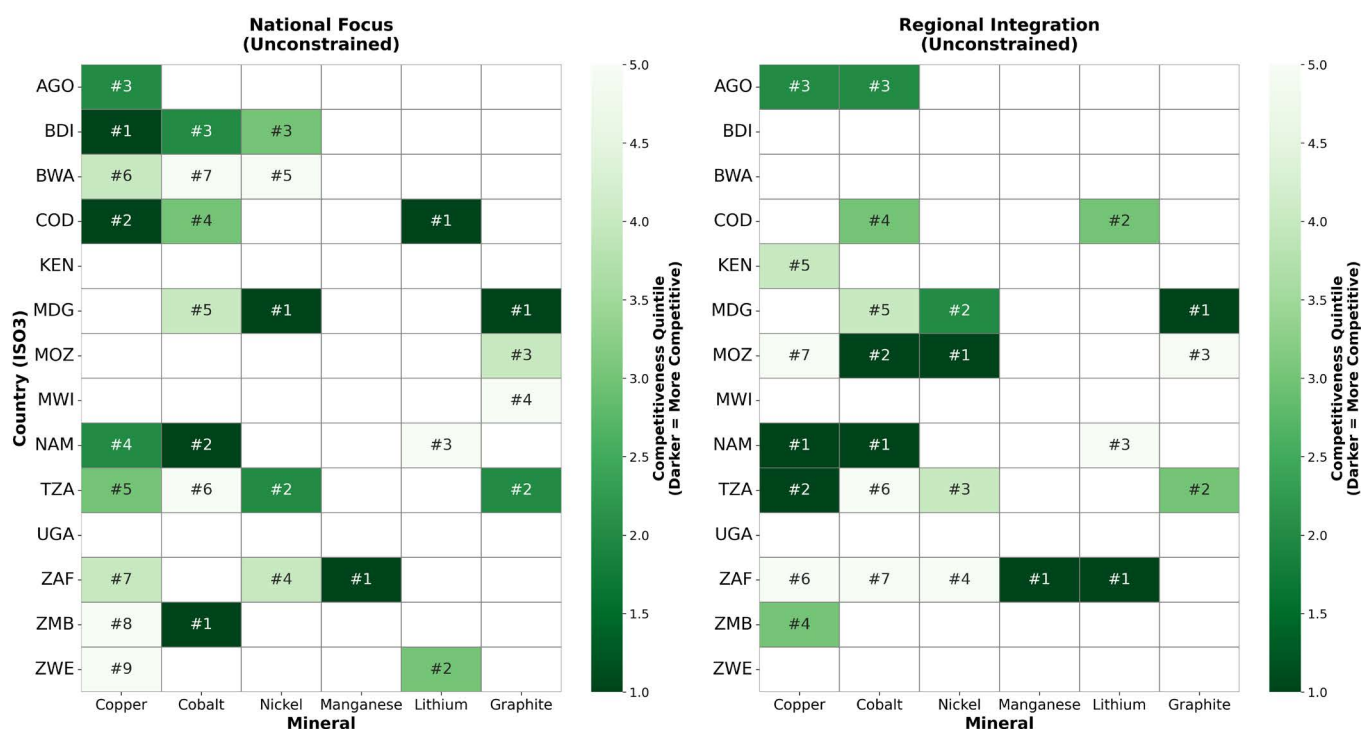 National Focus
(Unconstrained)
AGO #3
BDI #1 #3 #3
BWA #6 #7 #5
COD #2 #4 #1
KEN
MDG #5 #1 #1
MOZ #3
MWI #4
NAM #4 #2 #3
TZA #5 #6 #2 #2
UGA
ZAF #7 #4 #1
ZMB #8 #1
ZWE #9 #2
Copper Cobalt Nickel Manganese Lithium Graphite
Mineral
Country (ISO3)
5.0
4.5
4.0
3.5
3.0
2.5
2.0
1.5
1.0
Competitiveness Quintile
(Darker = More Competitive)
Regional Integration
(Unconstrained)
AGO #3 #3
BDI
BWA
COD #4 #2
KEN #5
MDG #5 #2 #1
MOZ #7 #2 #1 #3
MWI
NAM #1 #1 #3
TZA #2 #6 #3 #2
UGA
ZAF #6 #7 #4 #1 #1
ZMB #4
ZWE
Copper Cobalt Nickel Manganese Lithium Graphite
Mineral
5.0
4.5
4.0
3.5
3.0
2.5
2.0
1.5
1.0
Competitiveness Quintile
(Darker = More Competitive)